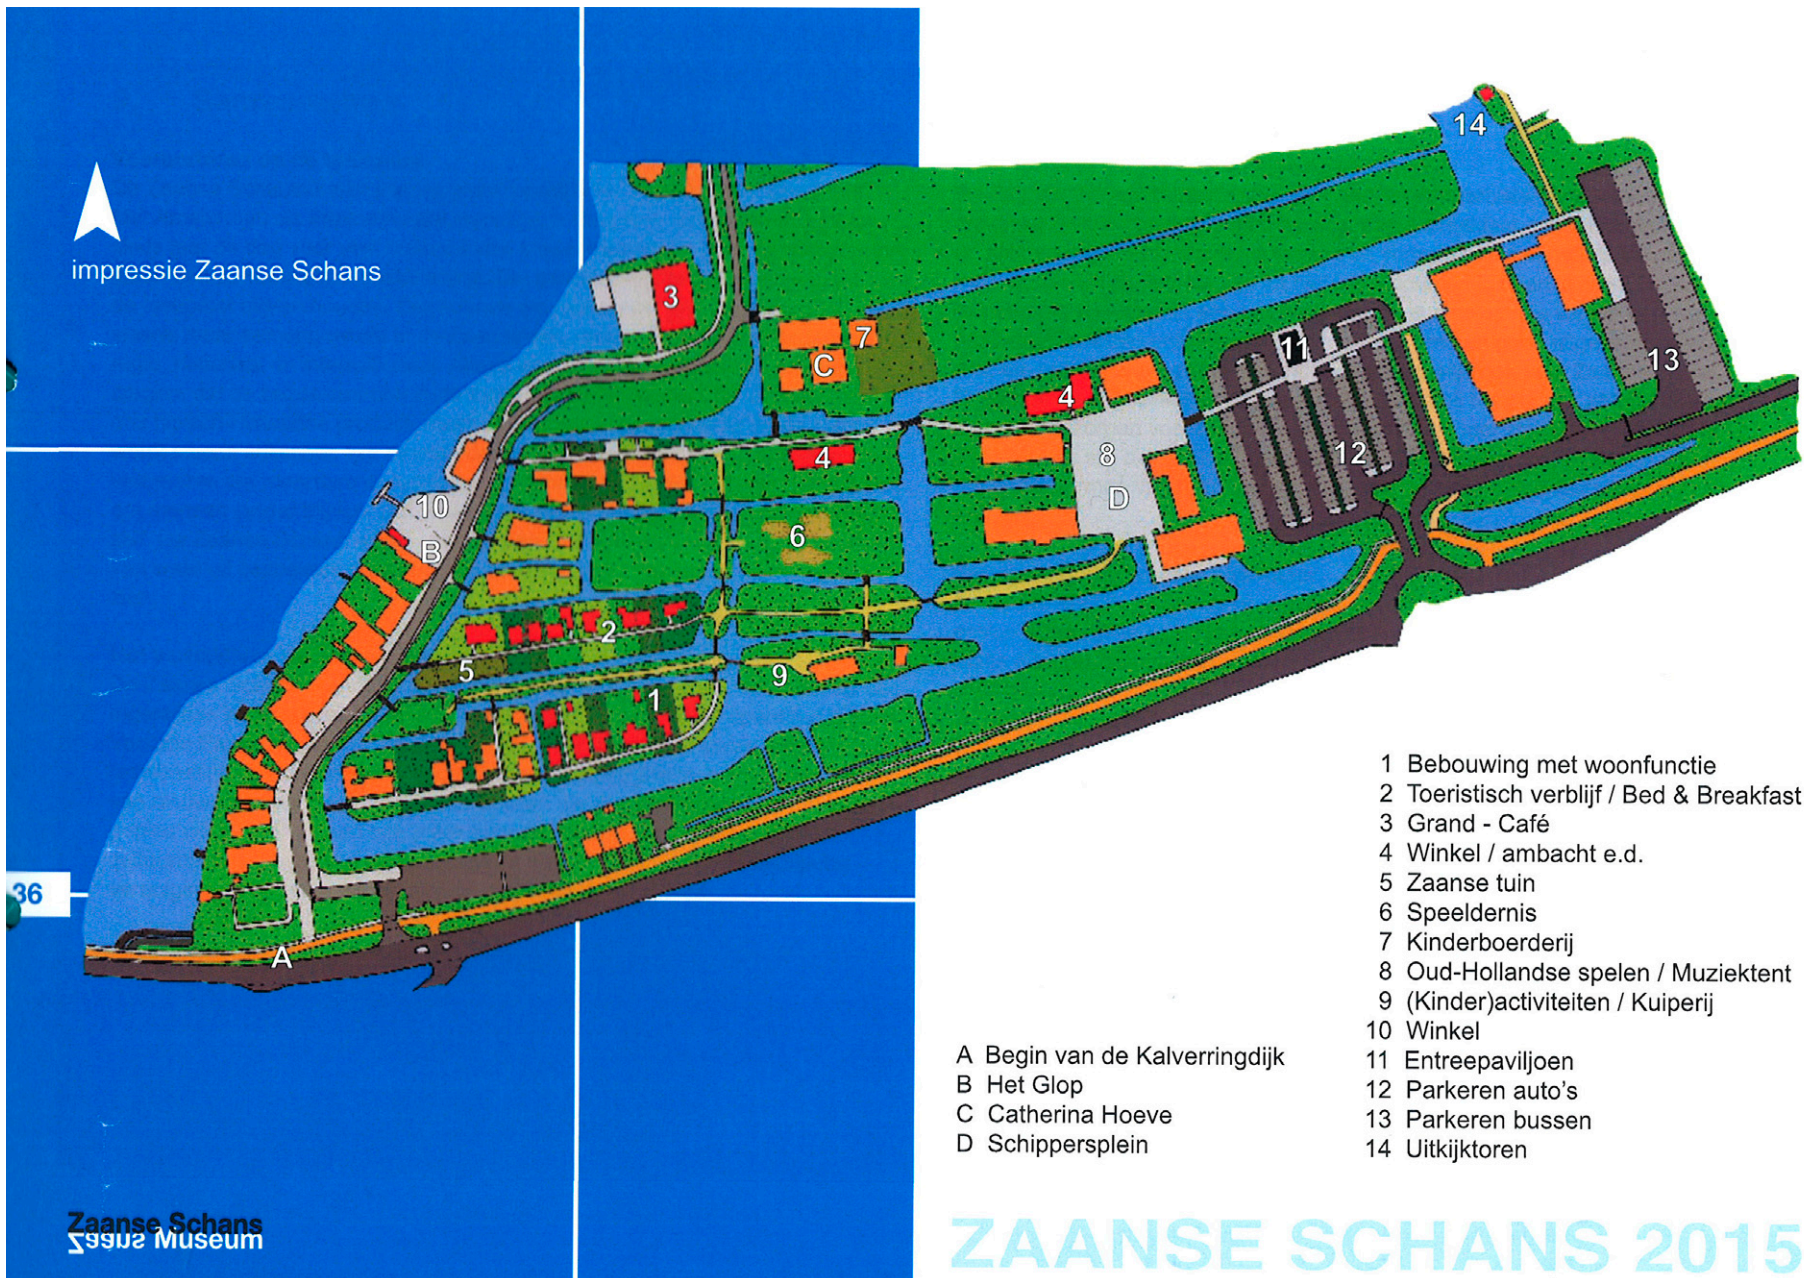 14
impressie Zaanse Schans
3
7
C
11
13
4
4
8
12
10
D
B
6
2
5
9
1
36
A
1 Bebouwing met woonfunctie
2 Toeristisch verblijf / Bed & Breakfast
3 Grand - Café
4 Winkel / ambacht e.d.
5 Zaanse tuin
6 Speeldernis
7 Kinderboerderij
8 Oud-Hollandse spelen / Muziektent
9 (Kinder)activiteiten / Kuiperij
10 Winkel
11 Entreepaviljoen
12 Parkeren auto's
13 Parkeren bussen
14 Uitkijktoren
A Begin van de Kalverringdijk
B Het Glop
C Catherina Hoeve
D Schippersplein
Zaanse Schans
Zaans Museum
ZAANSE SCHANS 2015